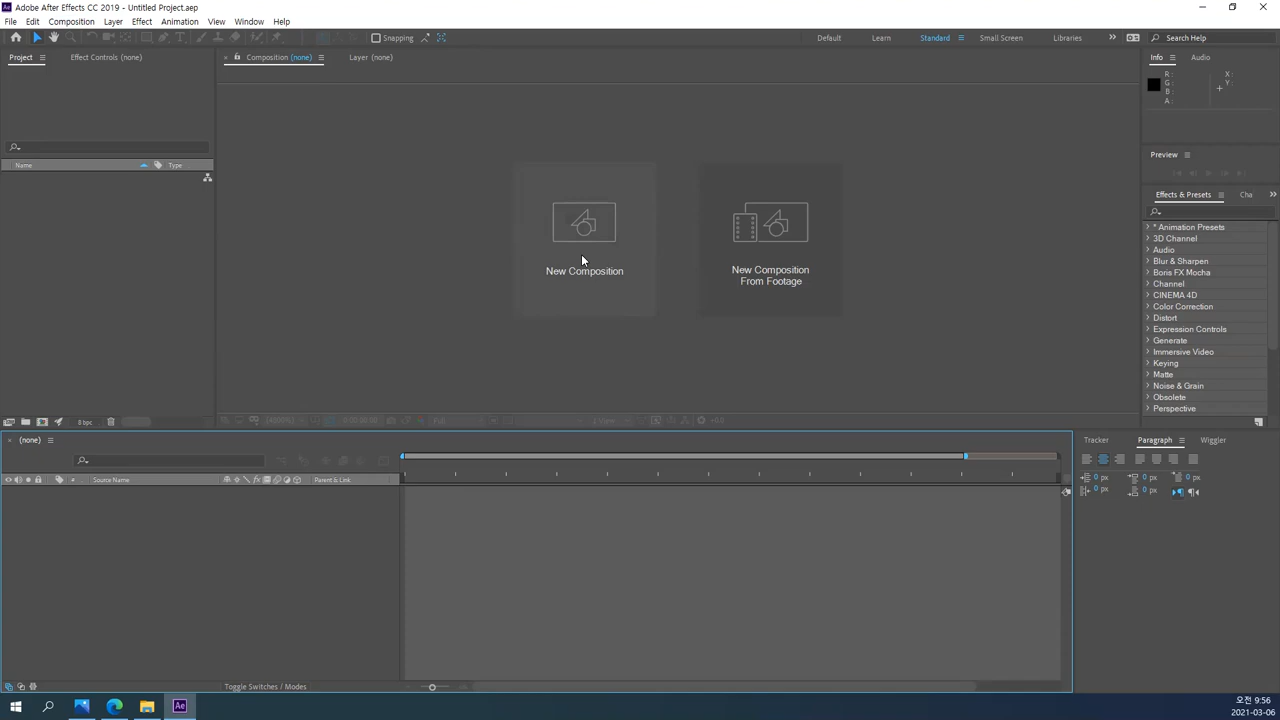 Adobe After Effects CC 2019 - Untitled Project.aep
File Edit Composition Layer Effect Animation View Window Help
Snapping
Default Learn Standard Small Screen Libraries Search Help
Project Effect Controls (none)
Composition (none) Layer (none)
Info Audio
R : X :
G : Y :
B :
A :
Name Type
Preview
Effects & Presets Cha
* Animation Presets
3D Channel
Audio
Blur & Sharpen
Boris FX Mocha
Channel
CINEMA 4D
Color Correction
Distort
Expression Controls
Generate
Immersive Video
Keying
Matte
Noise & Grain
Obsolete
Perspective
New Composition
New Composition
From Footage
8 bpc
Full
(none)
Source Name Parent & Link
Tracker Paragraph Wiggler
0 px 0 px 0 px
0 px 0 px
Toggle Switches / Modes
Ae
오전 9:56
2021-03-06